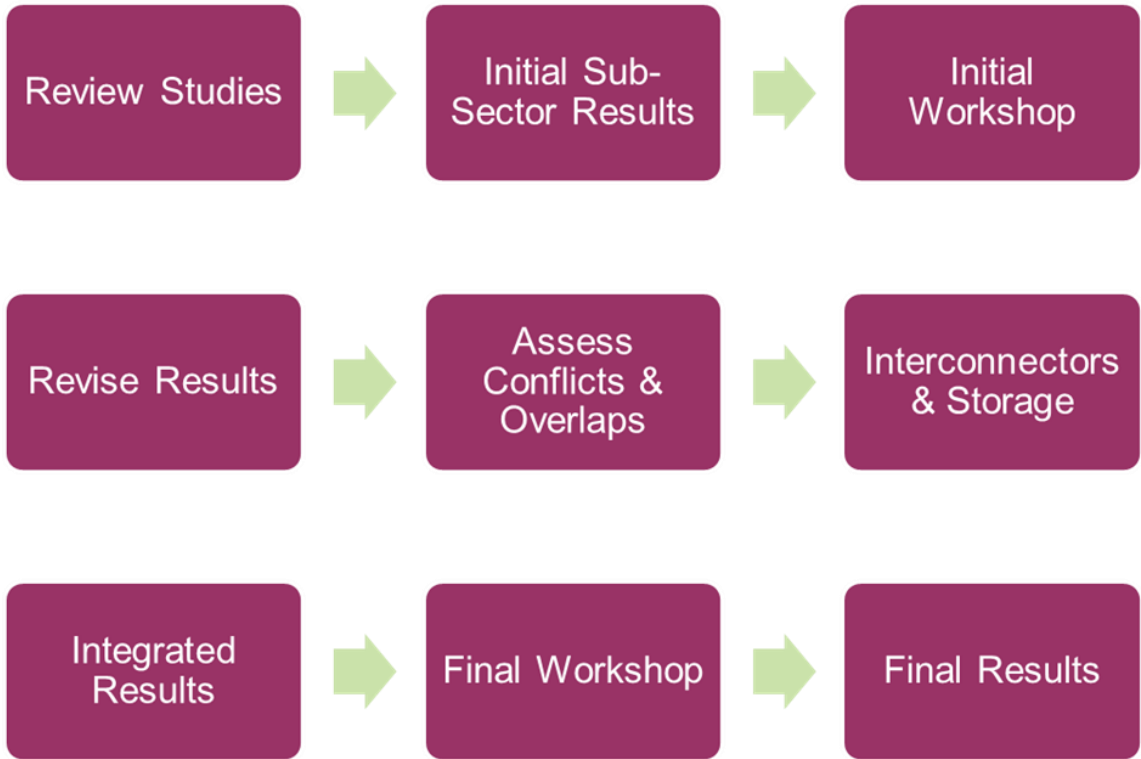 Review Studies
Initial Sub-
Sector Results
Initial
Workshop
Revise Results
Assess
Conflicts &
Overlaps
Interconnectors
& Storage
Integrated
Results
Final Workshop
Final Results